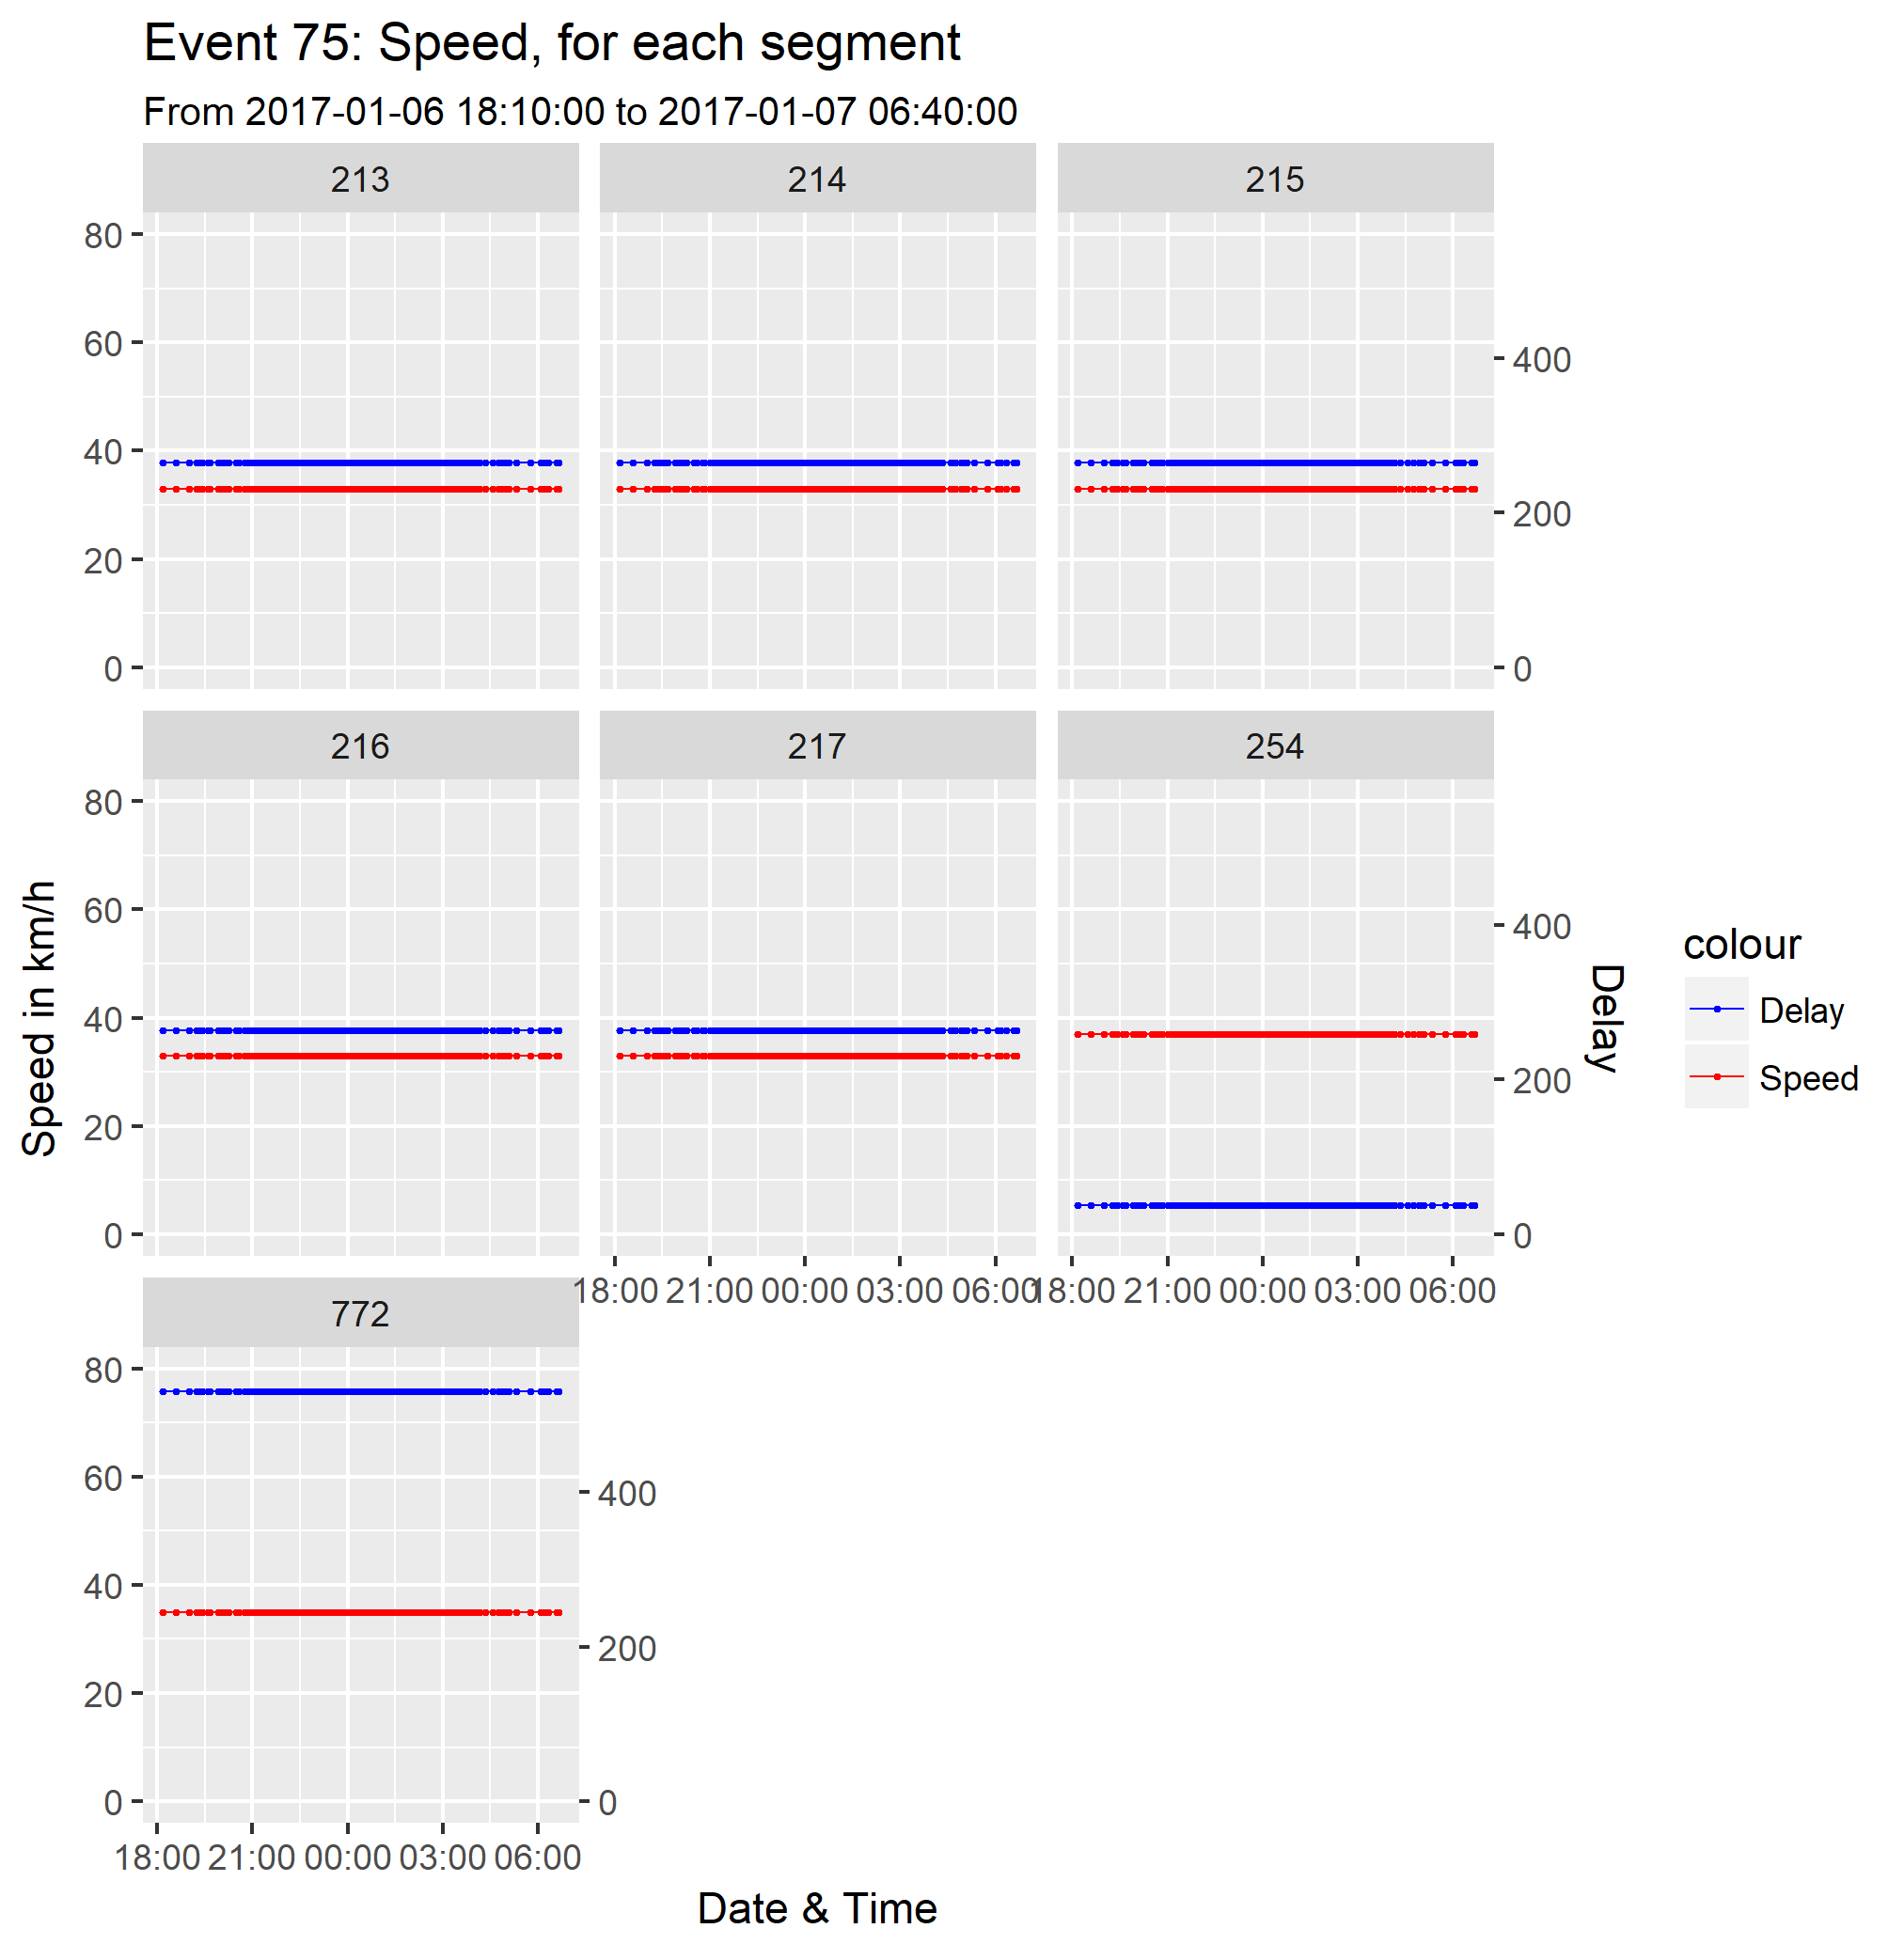 Event 75: Speed, for each segment
From 2017-01-06 18:10:00 to 2017-01-07 06:40:00
213 214 215
80
60
400
40
200
20
0 0
216 217 254
80
60
400
40
200
20
0 0
Speed in km/h
Delay
colour
Delay
Speed
18:00 21:00 00:00 03:00 06:00 18:00 21:00 00:00 03:00 06:00
772
80
60
400
40
200
20
0 0
18:00 21:00 00:00 03:00 06:00
Date & Time